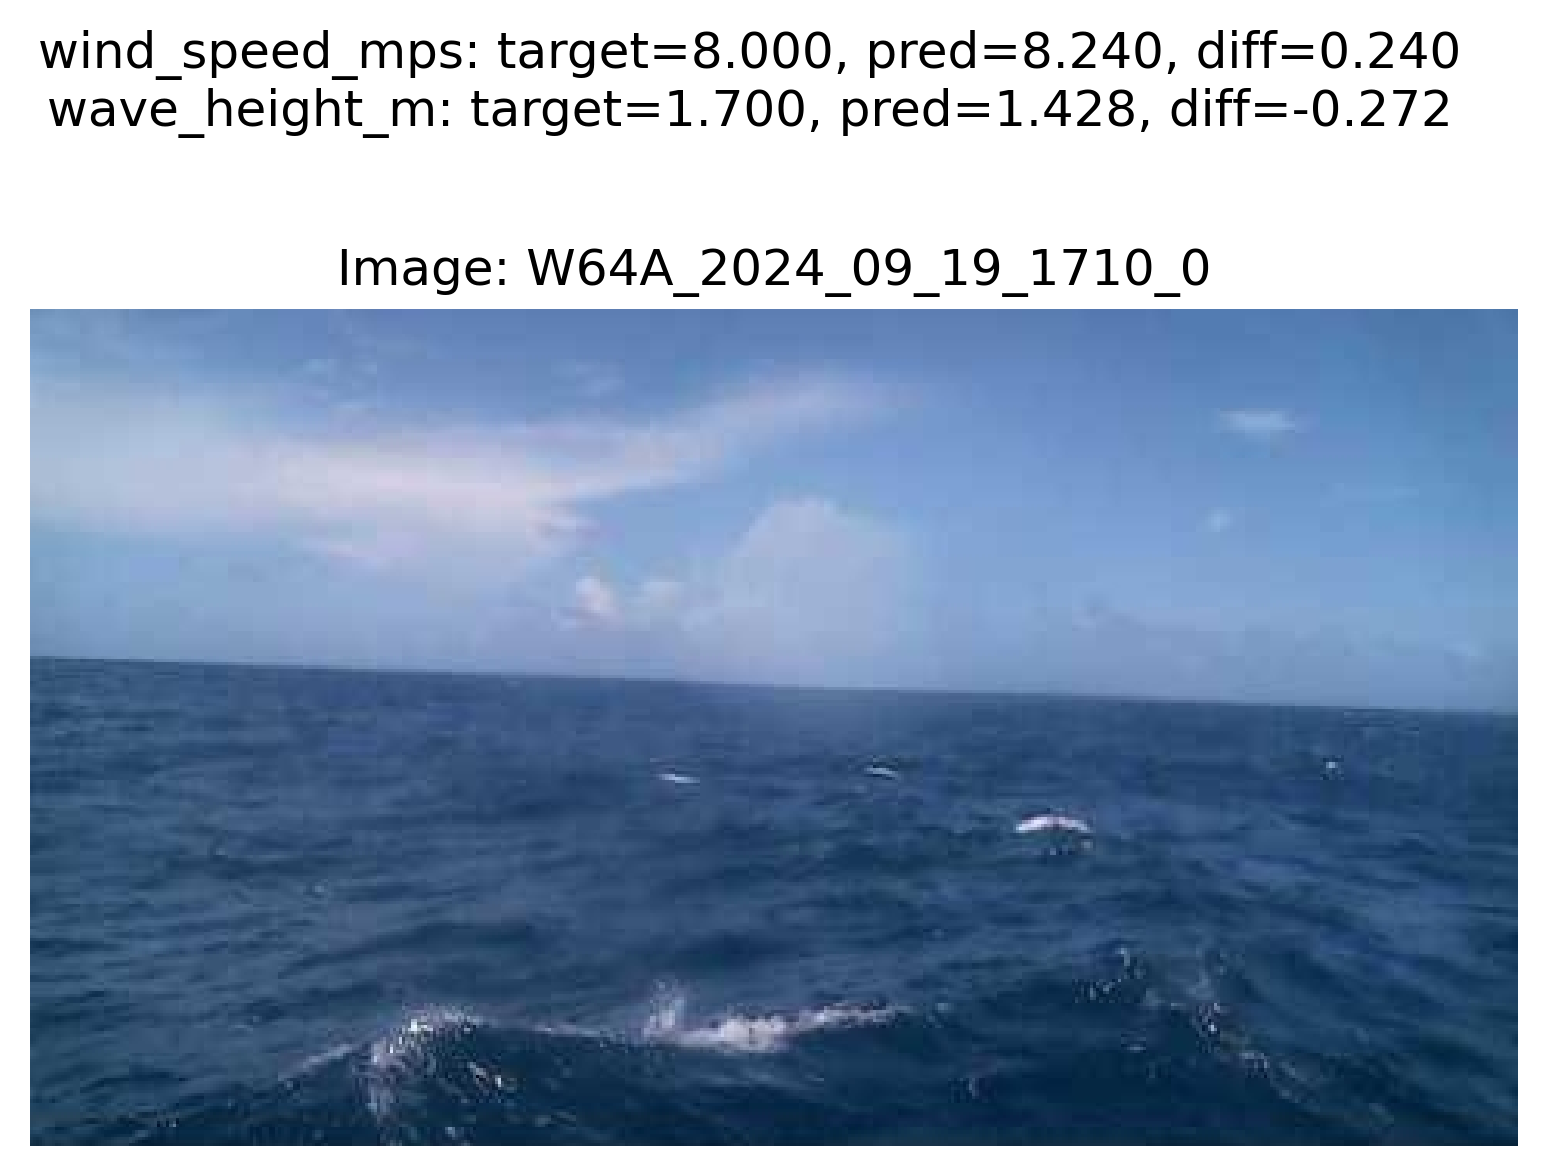 wind_speed_mps: target=8.000, pred=8.240, diff=0.240
wave_height_m: target=1.700, pred=1.428, diff=-0.272
Image: W64A_2024_09_19_1710_0